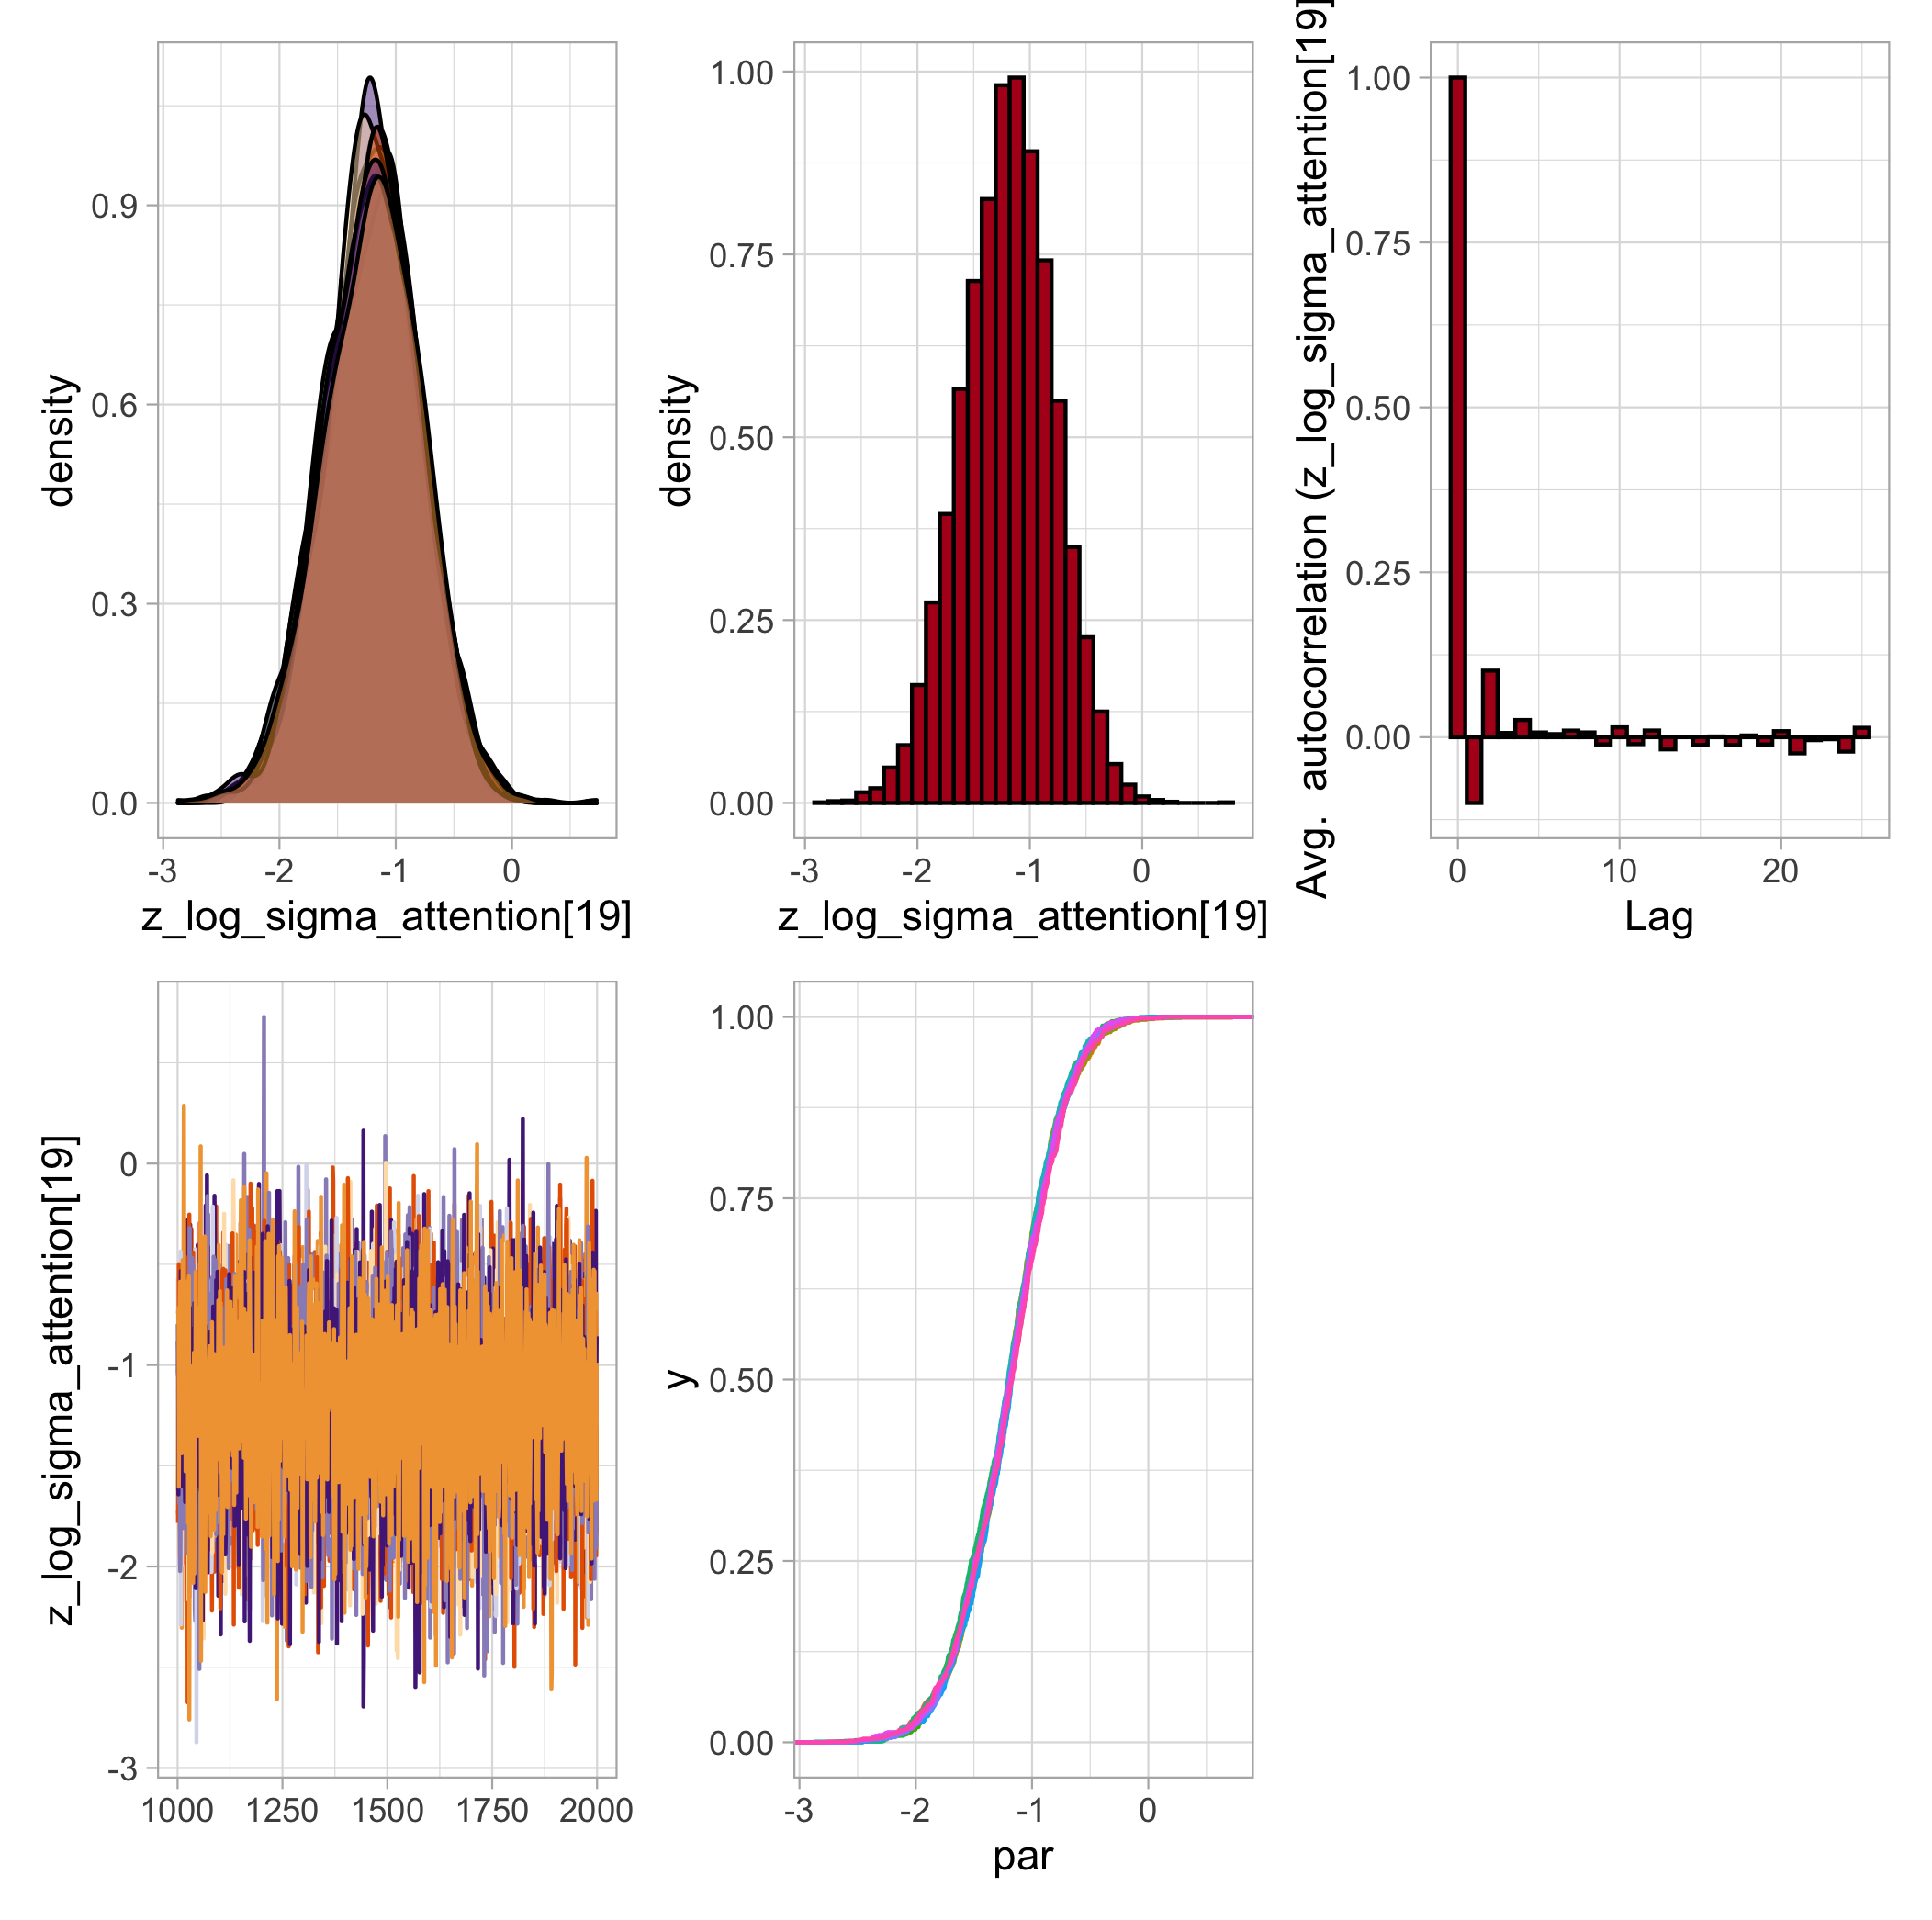 density
0.9
0.6
0.3
0.0
-3 -2 -1 0
z_log_sigma_attention[19]
density
1.00
0.75
0.50
0.25
0.00
-3 -2 -1 0
z_log_sigma_attention[19]
Avg. autocorrelation (z_log_sigma_attention[19]
1.00
0.75
0.50
0.25
0.00
0 10 20
Lag
z_log_sigma_attention[19]
0
-1
-2
-3
1000 1250 1500 1750 2000
y
1.00
0.75
0.50
0.25
0.00
-3 -2 -1 0
par